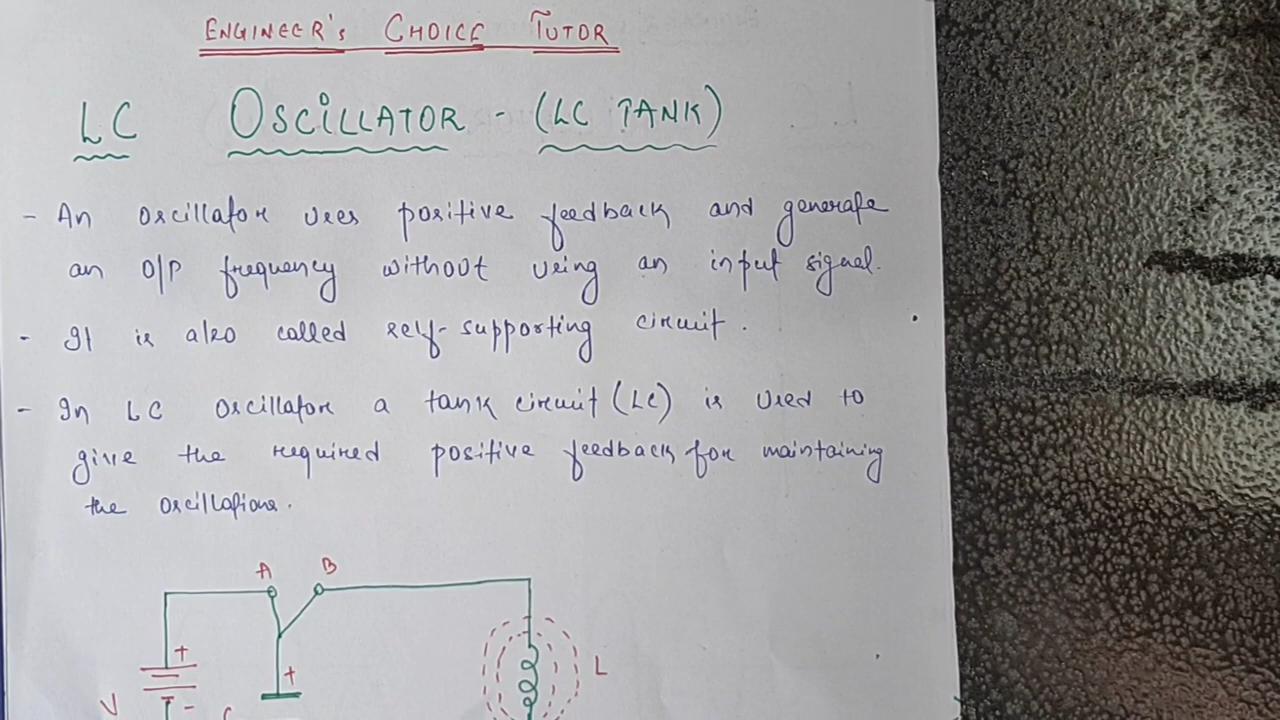 ENGINEER's CHOICE TUTOR
LC OSCILLATOR - (LC TANK)
- An oscillator uses positive feedback and generate
an O/P frequency without using an input signal.
- It is also called self-supporting circuit.
- In LC oscillator a tank circuit (LC) is used to
give the required positive feedback for maintaining
the oscillations.
A B
+
+
L
V - C